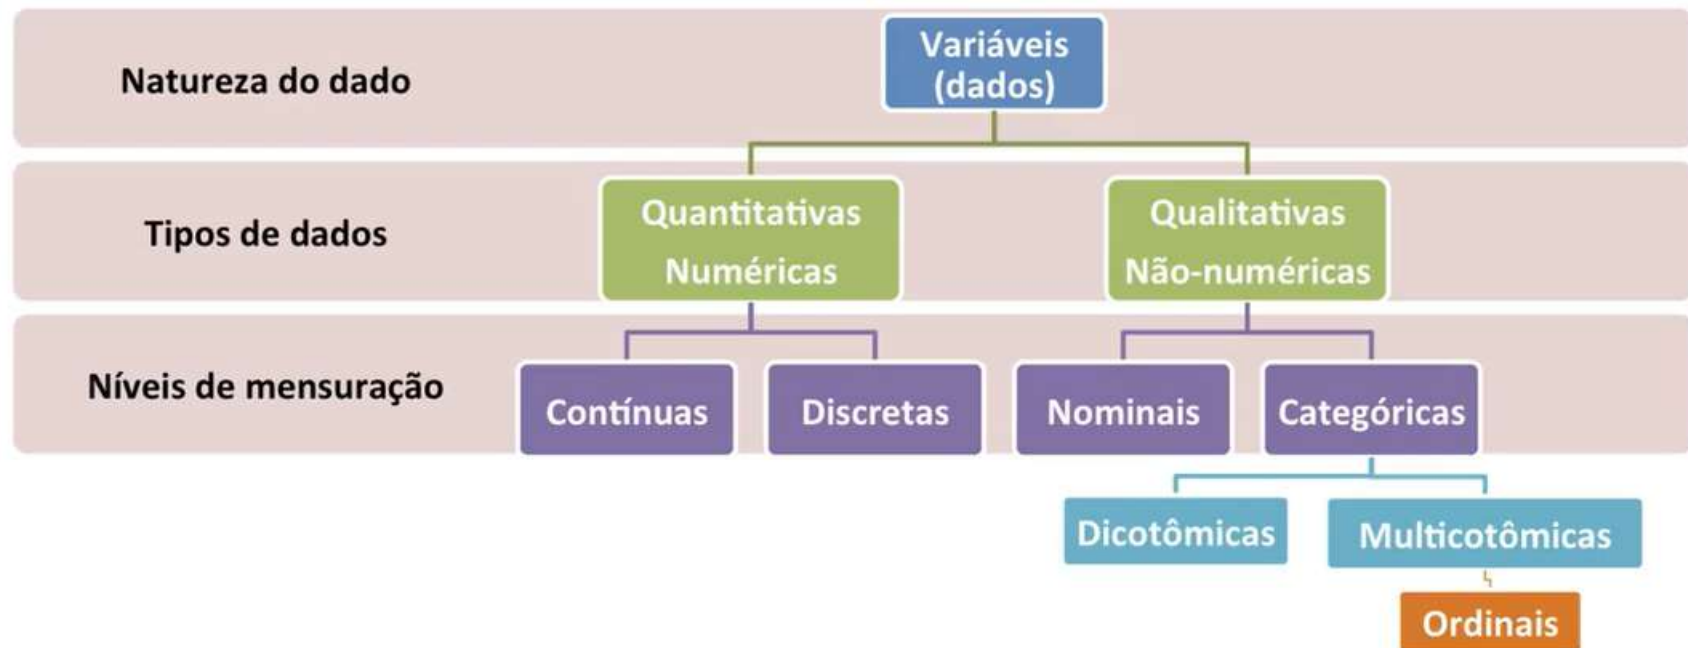 Variáveis
(dados)
Natureza do dado
Quantitativas
Numéricas
Qualitativas
Não-numéricas
Tipos de dados
Níveis de mensuração
Contínuas
Discretas
Nominais
Categóricas
Dicotômicas
Multicotômicas
Ordinais